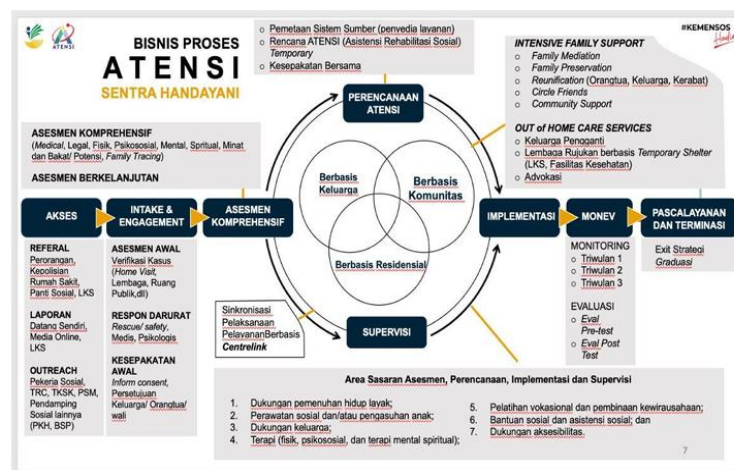 ATENSI
#KEMENSOS
Hadir
BISNIS PROSES
ATENSI
SENTRA HANDAYANI
o Pemetaan Sistem Sumber (penyedia layanan)
o Rencana ATENSI (Asistensi Rehabilitasi Sosial)
Temporary
o Kesepakatan Bersama
PERENCANAAN
ATENSI
INTENSIVE FAMILY SUPPORT
o Family Mediation
o Family Preservation
o Reunification (Orangtua, Keluarga, Kerabat)
o Circle Friends
o Community Support
OUT of HOME CARE SERVICES
o Keluarga Pengganti
o Lembaga Rujukan berbasis Temporary Shelter
(LKS, Fasilitas Kesehatan)
o Advokasi
ASESMEN KOMPREHENSIF
(Medical, Legal, Fisik, Psikososial, Mental, Spritual, Minat
dan Bakat/ Potensi, Family Tracing)
ASESMEN BERKELANJUTAN
Berbasis
Keluarga
Berbasis
Komunitas
Berbasis Residensial
AKSES
INTAKE &
ENGAGEMENT
ASESMEN
KOMPREHENSIF
IMPLEMENTASI
MONEV
PASCALAYANAN
DAN TERMINASI
REFERAL
Perorangan,
Kepolisian
Rumah Sakit,
Panti Sosial, LKS
LAPORAN
Datang Sendiri,
Media Online,
LKS
OUTREACH
Pekerja Sosial,
TRC, TKSK, PSM,
Pendamping
Sosial lainnya
(PKH, BSP)
ASESMEN AWAL
Verifikasi Kasus
(Home Visit,
Lembaga, Ruang
Publik,dll)
RESPON DARURAT
Rescue/ safety,
Medis, Psikologis
KESEPAKATAN
AWAL
Inform consent,
Persetujuan
Keluarga/ Orangtua/
wali
Sinkronisasi
Pelaksanaan
PelayananBerbasis
Centrelink
SUPERVISI
MONITORING
o Triwulan 1
o Triwulan 2
o Triwulan 3
EVALUASI
o Eval
Pre-test
o Eval Post
Test
Exit Strategi
Graduasi
Area Sasaran Asesmen, Perencanaan, Implementasi dan Supervisi
1. Dukungan pemenuhan hidup layak;
2. Perawatan sosial dan/atau pengasuhan anak;
3. Dukungan keluarga;
4. Terapi (fisik, psikososial, dan terapi mental spiritual);
5. Pelatihan vokasional dan pembinaan kewirausahaan;
6. Bantuan sosial dan asistensi sosial; dan
7. Dukungan aksesibilitas.
7